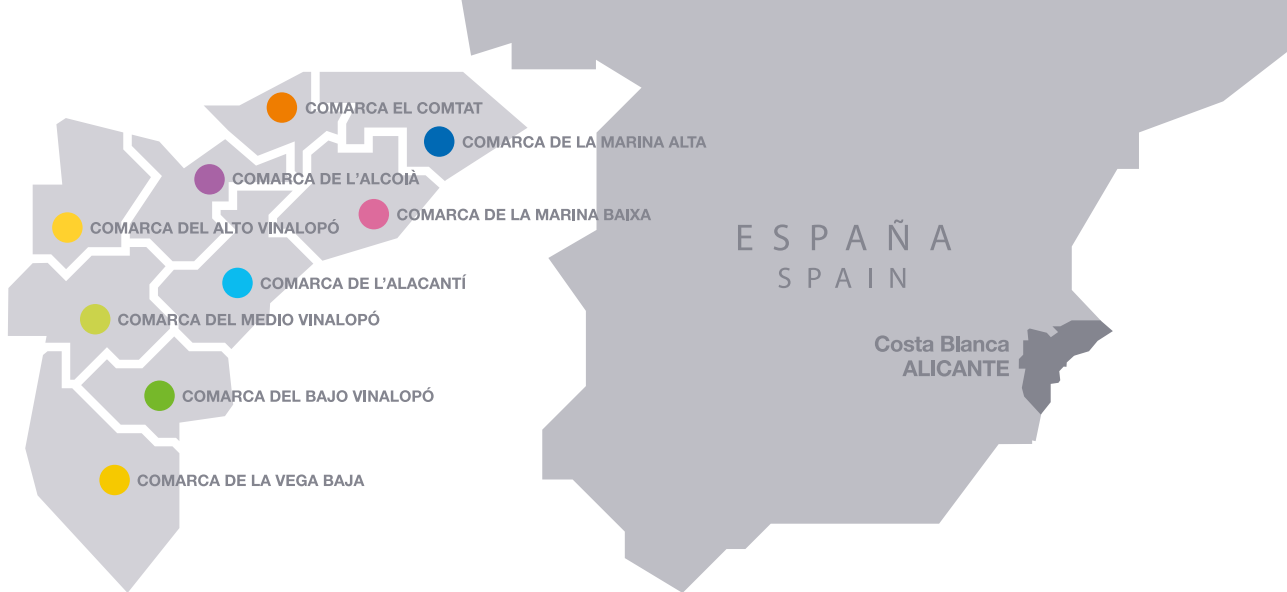 COMARCA EL COMTAT
COMARCA DE LA MARINA ALTA
COMARCA DE L'ALCOIÀ
COMARCA DE LA MARINA BAIXA
COMARCA DEL ALTO VINALOPÓ
COMARCA DE L'ALACANTÍ
COMARCA DEL MEDIO VINALOPÓ
COMARCA DEL BAJO VINALOPÓ
COMARCA DE LA VEGA BAJA
ESPAÑA
SPAIN
Costa Blanca
ALICANTE